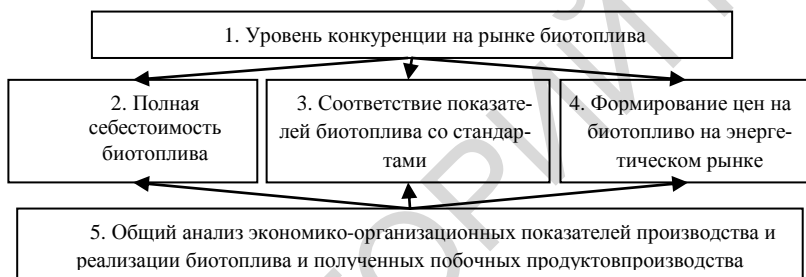 1. Уровень конкуренции на рынке биотоплива
2. Полная
себестоимость
биотоплива
3. Соответствие показате-
лей биотоплива со стандар-
тами
4. Формирование цен на
биотопливо на энерге-
тическом рынке
5. Общий анализ экономико-организационных показателей производства и
реализации биотоплива и полученных побочных продуктовпроизводства